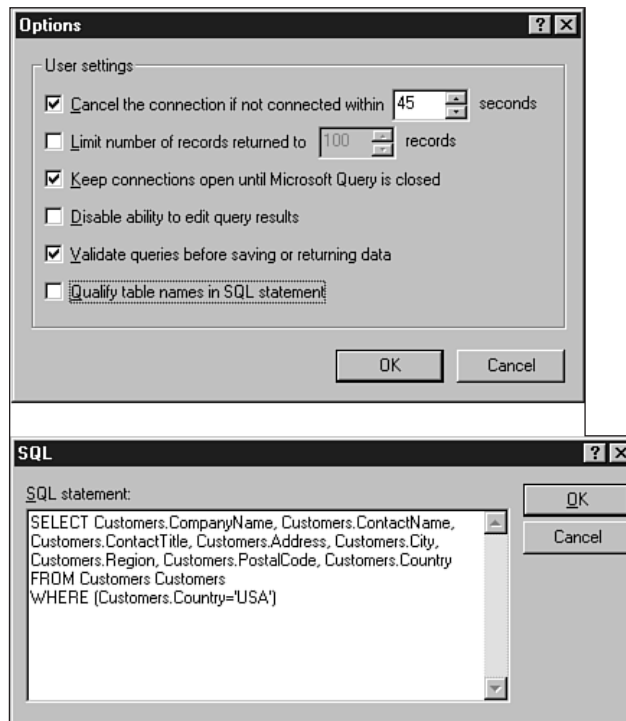 Options
User settings
Cancel the connection if not connected within 45 seconds
Limit number of records returned to 100 records
Keep connections open until Microsoft Query is closed
Disable ability to edit query results
Validate queries before saving or returning data
Qualify table names in SQL statement
OK Cancel
SQL
SQL statement:
OK
Cancel
SELECT Customers.CompanyName, Customers.ContactName,
Customers.ContactTitle, Customers.Address, Customers.City,
Customers.Region, Customers.PostalCode, Customers.Country
FROM Customers Customers
WHERE (Customers.Country='USA')